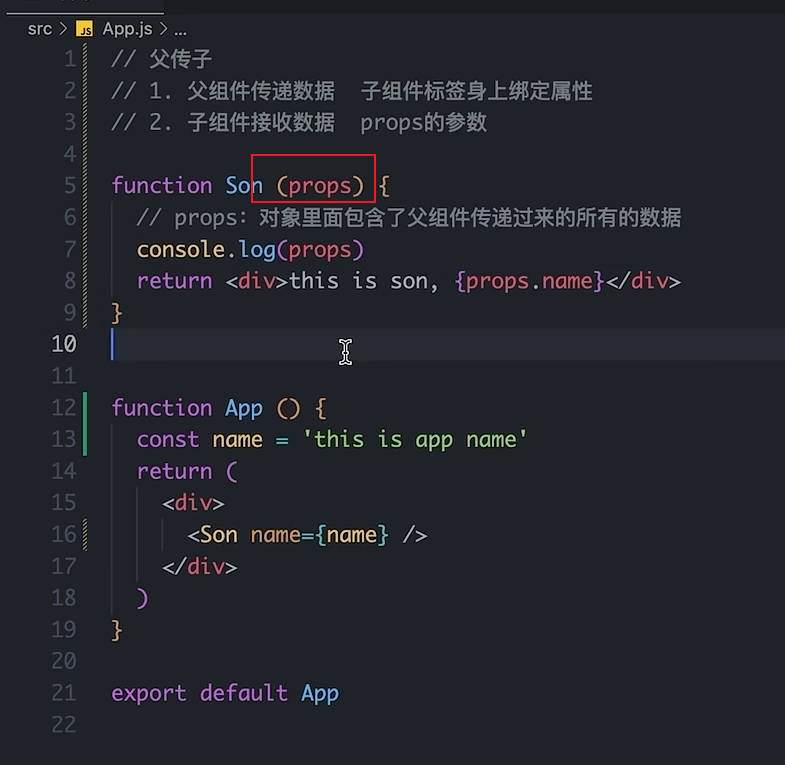 src > JS App.js > ...
1 // 父传子
2 // 1. 父组件传递数据 子组件标签身上绑定属性
3 // 2. 子组件接收数据 props的参数
4
5 function Son (props) {
6 // props: 对象里面包含了父组件传递过来的所有的数据
7 console.log(props)
8 return <div>this is son, {props.name}</div>
9 }
10
11
12 function App () {
13 const name = 'this is app name'
14 return (
15 <div>
16 <Son name={name} />
17 </div>
18 )
19 }
20
21 export default App
22